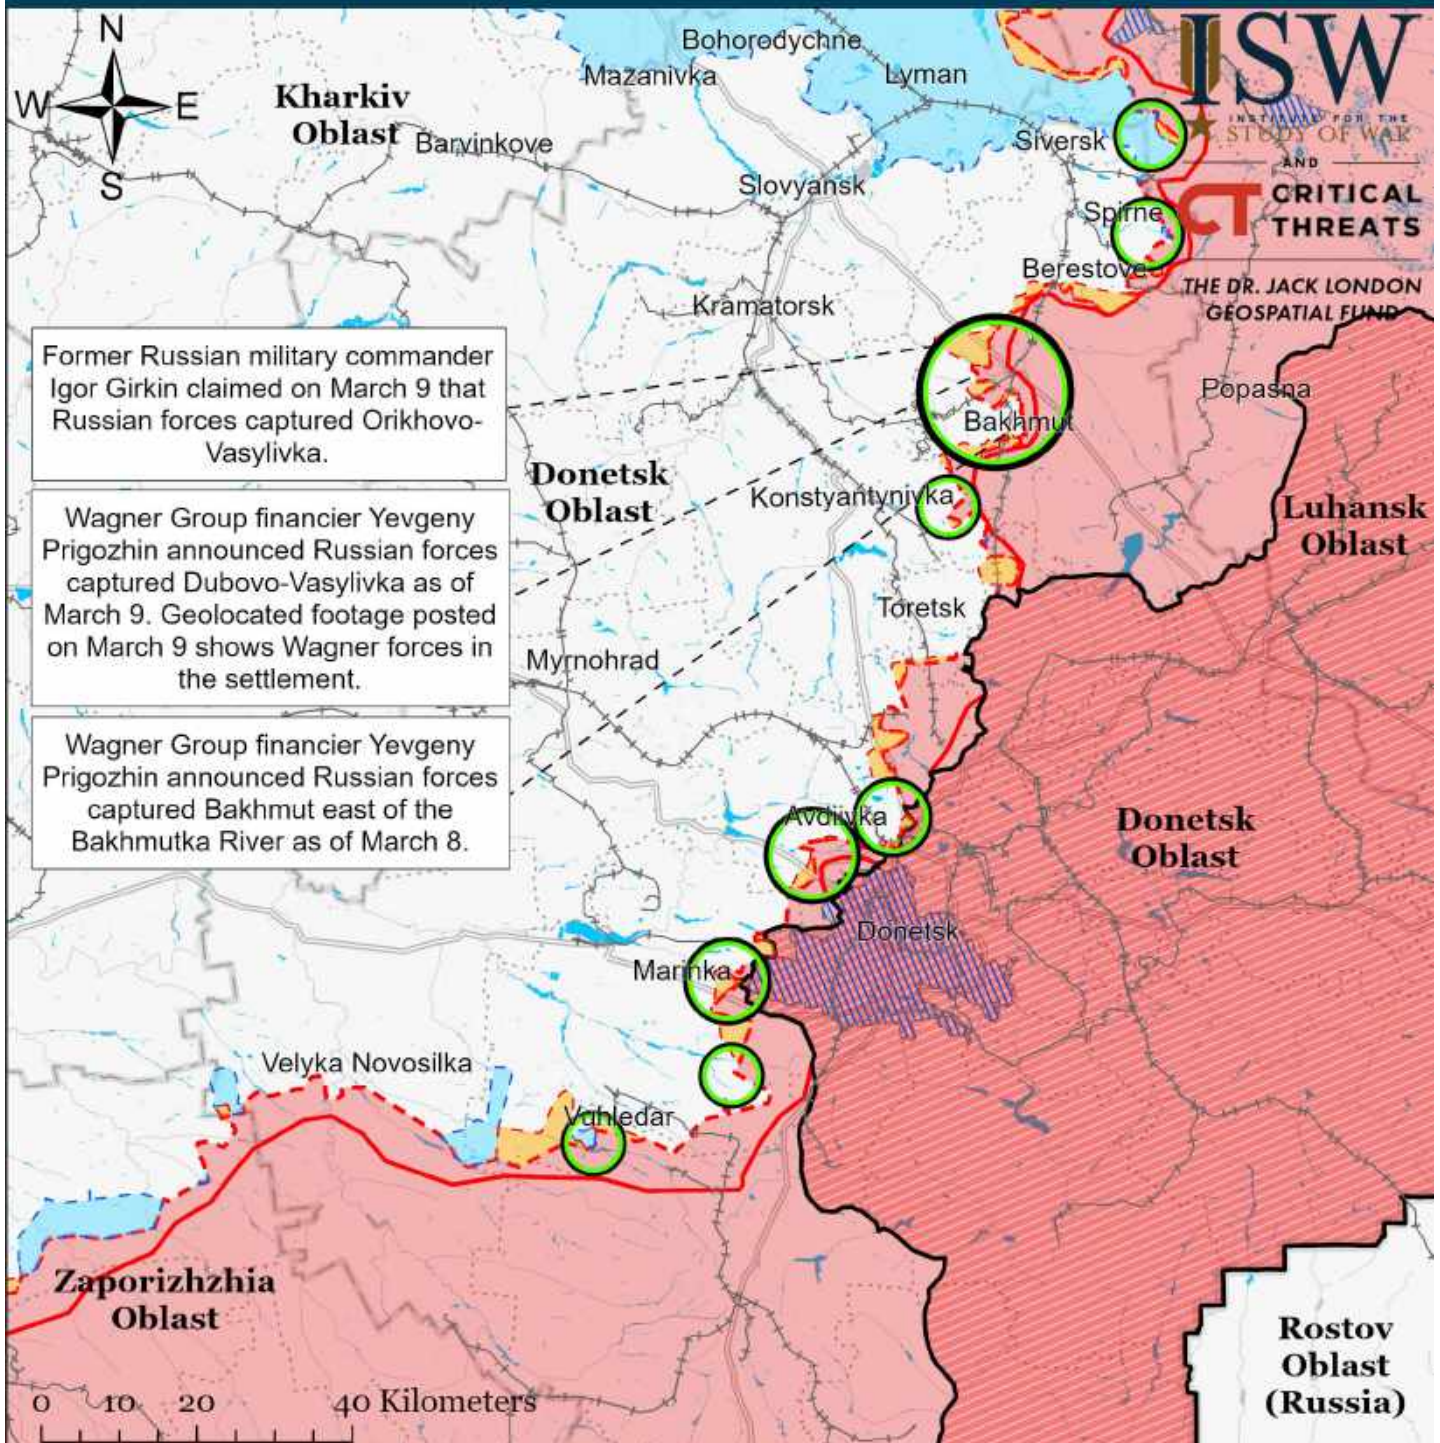 N
W
E
S
Kharkiv
Oblast
Barvinkove
Bohorodychne
Mazanivka
Lyman
Siversk
Slovyansk
Spirne
Berestove
Kramatorsk
ISW
INSTITUTE FOR THE
STUDY OF WAR
AND
CT CRITICAL
THREATS
THE DR. JACK LONDON
GEOSPATIAL FUND
Former Russian military commander
Igor Girkin claimed on March 9 that
Russian forces captured Orikhovo-
Vasylivka.
Popasna
Bakhmut
Donetsk
Oblast
Konstyantynivka
Luhansk
Oblast
Wagner Group financier Yevgeny
Prigozhin announced Russian forces
captured Dubovo-Vasylivka as of
March 9. Geolocated footage posted
on March 9 shows Wagner forces in
the settlement.
Toretsk
Myrnohrad
Wagner Group financier Yevgeny
Prigozhin announced Russian forces
captured Bakhmut east of the
Bakhmutka River as of March 8.
Avdiivka
Donetsk
Oblast
Donetsk
Marinka
Velyka Novosilka
Vuhledar
Zaporizhzhia
Oblast
Rostov
Oblast
(Russia)
0 10 20 40 Kilometers